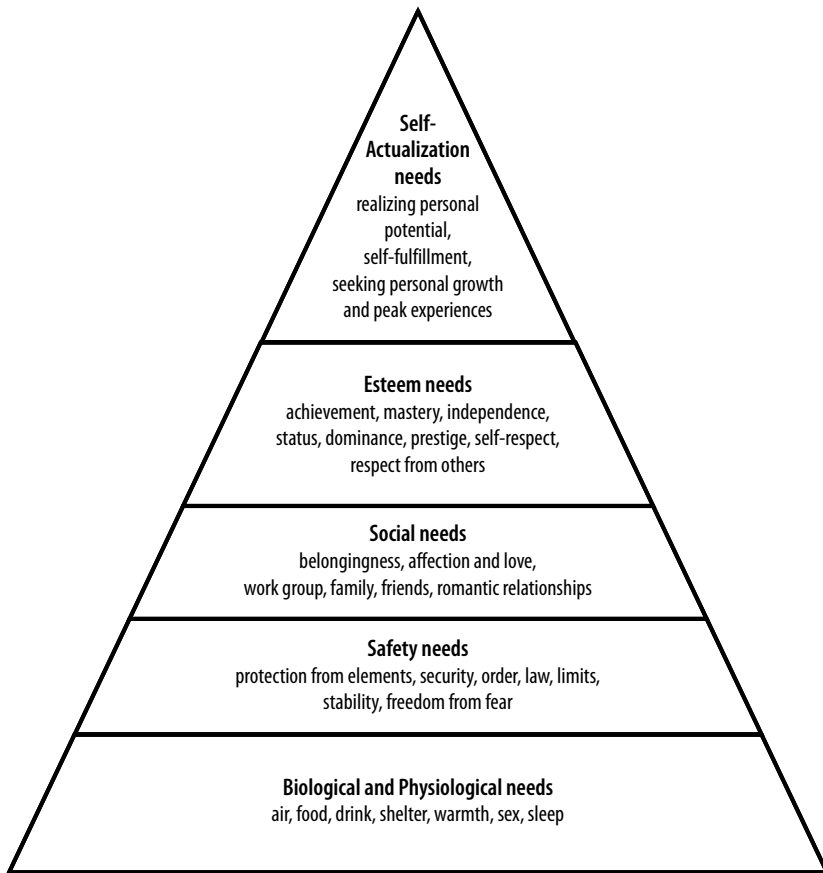 Self-
Actualization
needs
realizing personal
potential,
self-fulfillment,
seeking personal growth
and peak experiences
Esteem needs
achievement, mastery, independence,
status, dominance, prestige, self-respect,
respect from others
Social needs
belongingness, affection and love,
work group, family, friends, romantic relationships
Safety needs
protection from elements, security, order, law, limits,
stability, freedom from fear
Biological and Physiological needs
air, food, drink, shelter, warmth, sex, sleep